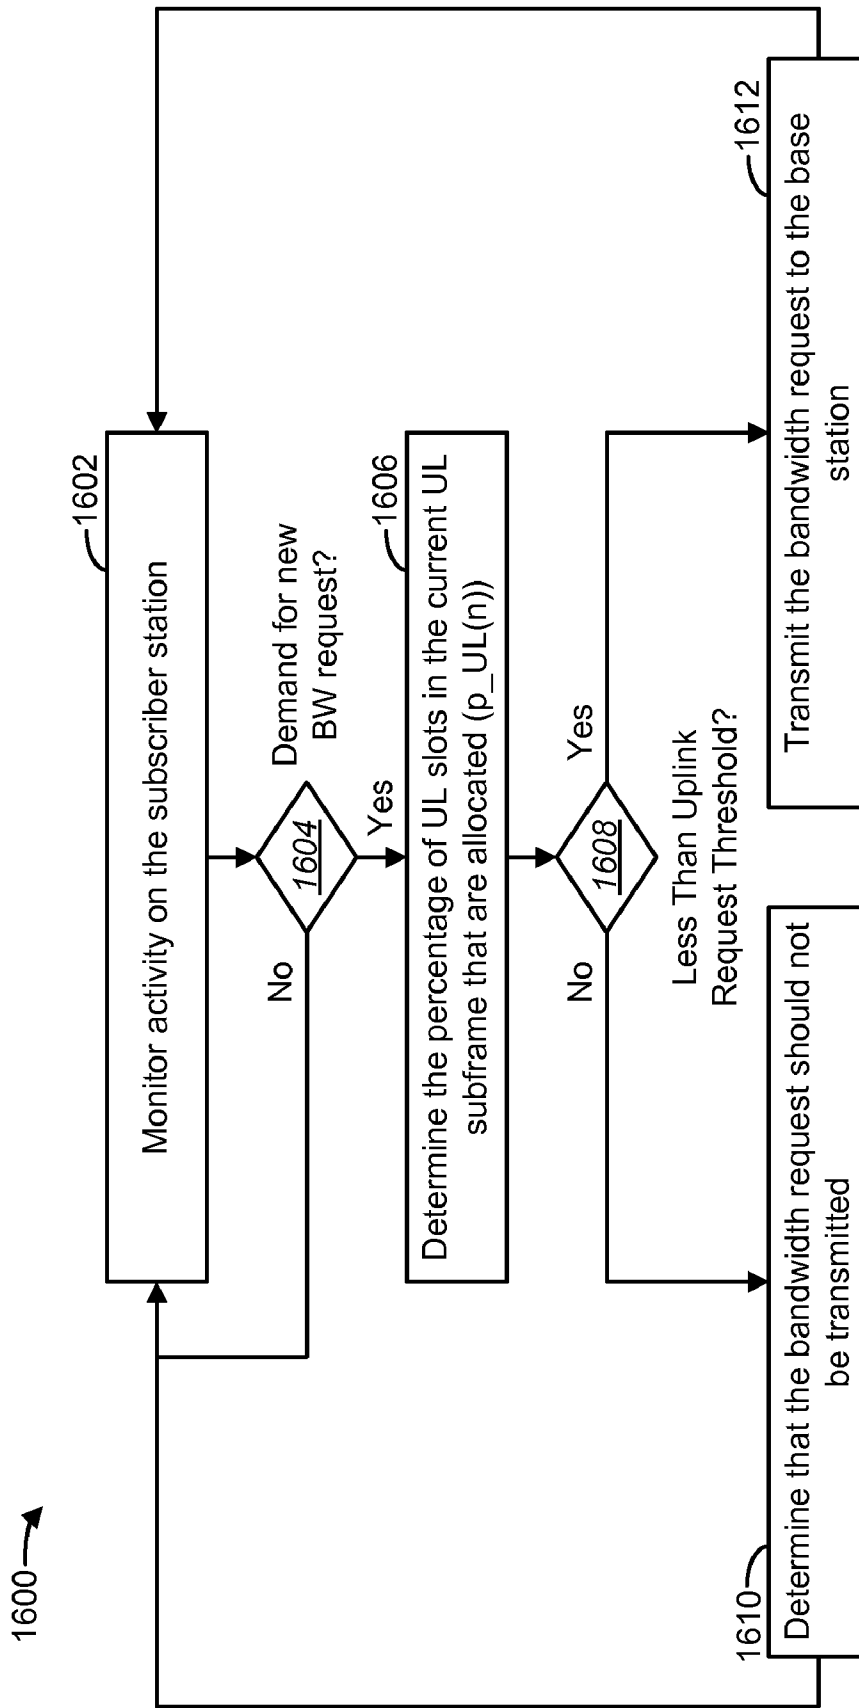 1600
1602
Monitor activity on the subscriber station
1604
Demand for new
BW request?
No
Yes
1606
Determine the percentage of UL slots in the current UL
subframe that are allocated (p_UL(n))
1608
No
Yes
Less Than Uplink
Request Threshold?
1610
Determine that the bandwidth request should not
be transmitted
1612
Transmit the bandwidth request to the base
station